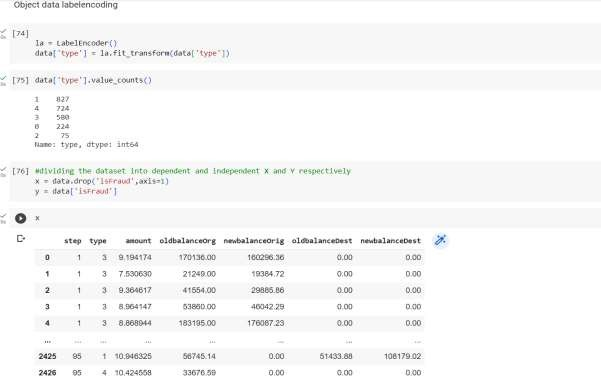 Object data labelencoding
[74]
la = LabelEncoder()
data['type'] = la.fit_transform(data['type'])
[75] data['type'].value_counts()
1 827
4 724
3 580
0 224
2 75
Name: type, dtype: int64
[76] #dividing the dataset into dependent and independent X and Y respectively
x = data.drop('isFraud',axis=1)
y = data['isFraud']
x
step type amount oldbalanceOrg newbalanceOrig oldbalanceDest newbalanceDest
0 1 3 9.194174 170136.00 160296.36 0.00 0.00
1 1 3 7.530630 21249.00 19384.72 0.00 0.00
2 1 3 9.364617 41554.00 29885.86 0.00 0.00
3 1 3 8.964147 53860.00 46042.29 0.00 0.00
4 1 3 8.868944 183195.00 176087.23 0.00 0.00
... ... ... ... ... ... ... ...
2425 95 1 10.946325 56745.14 0.00 51433.88 108179.02
2426 95 4 10.424558 33676.59 0.00 0.00 0.00